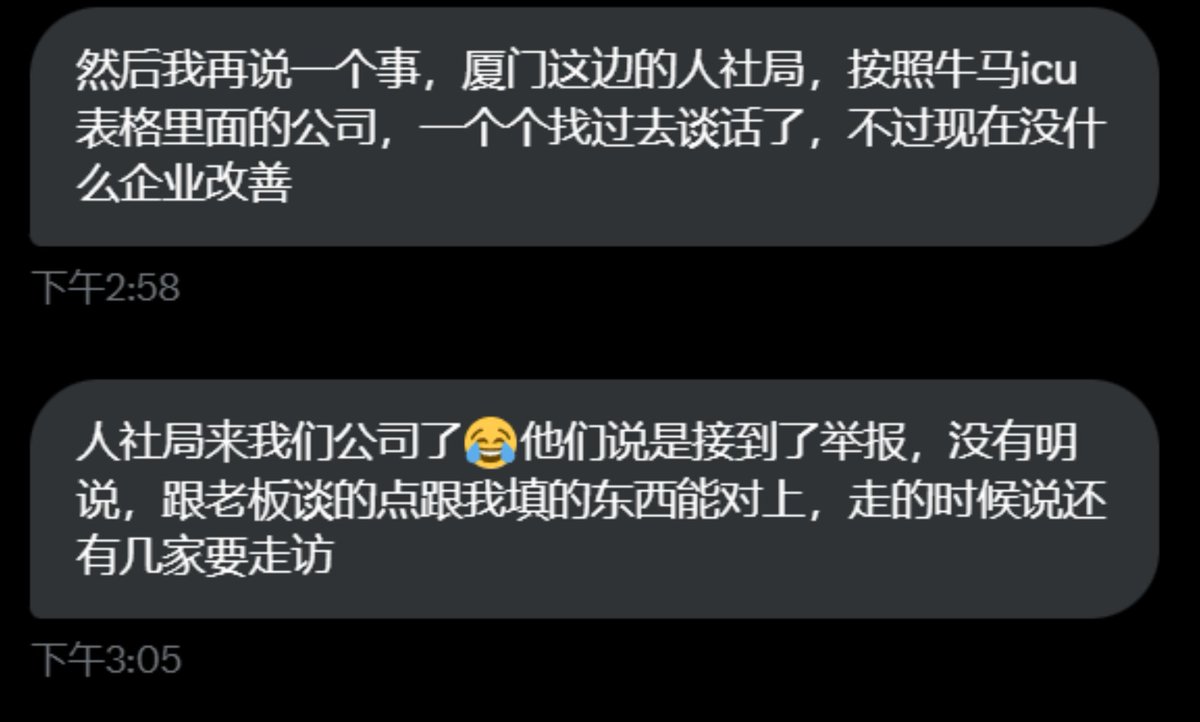 然后我再说一个事，厦门这边的人社局，按照牛马icu
表格里面的公司，一个个找过去谈话了，不过现在没什
么企业改善
下午2:58
人社局来我们公司了😂他们说是接到了举报，没有明
说，跟老板谈的点跟我填的东西能对上，走的时候说还
有几家要走访
下午3:05